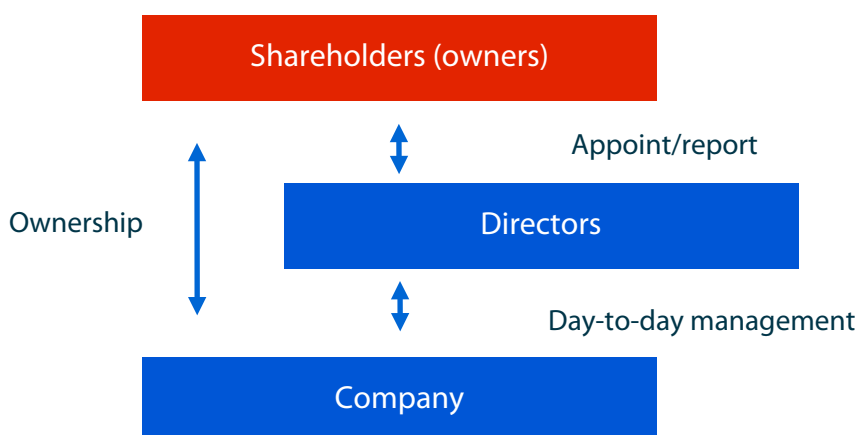 Shareholders (owners)
Appoint/report
Ownership
Directors
Day-to-day management
Company